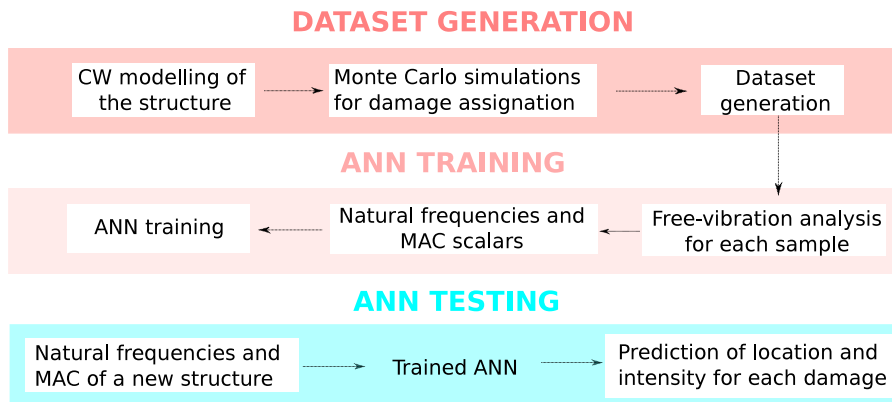 DATASET GENERATION
CW modelling of
the structure
Monte Carlo simulations
for damage assignation
Dataset
generation
ANN TRAINING
ANN training
Natural frequencies and
MAC scalars
Free-vibration analysis
for each sample
ANN TESTING
Natural frequencies and
MAC of a new structure
Trained ANN
Prediction of location and
intensity for each damage